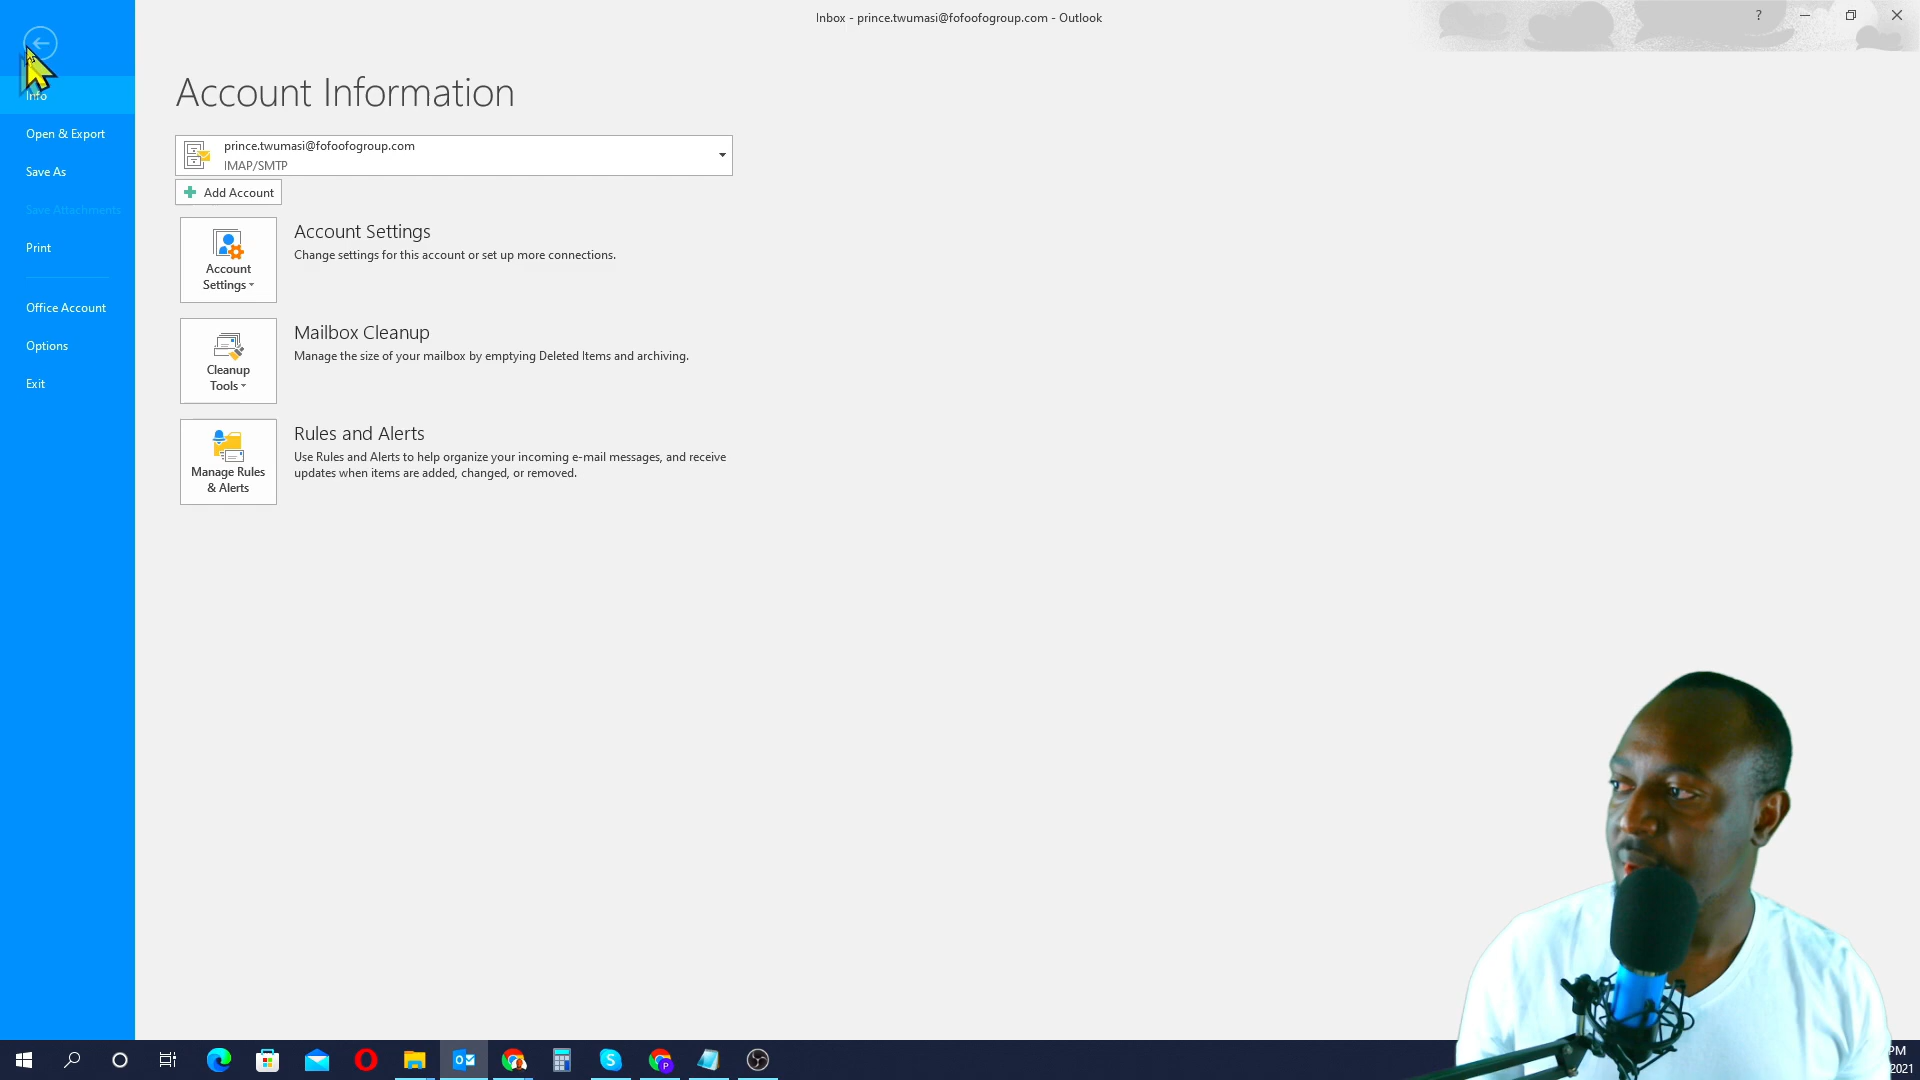 Inbox - prince.twumasi@fofoofogroup.com - Outlook
?
Info
Open & Export
Save As
Save Attachments
Print
Office Account
Options
Exit
Account Information
prince.twumasi@fofoofogroup.com
IMAP/SMTP
Add Account
Account
Settings
Account Settings
Change settings for this account or set up more connections.
Cleanup
Tools
Mailbox Cleanup
Manage the size of your mailbox by emptying Deleted Items and archiving.
Manage Rules
& Alerts
Rules and Alerts
Use Rules and Alerts to help organize your incoming e-mail messages, and receive
updates when items are added, changed, or removed.
PM
2021